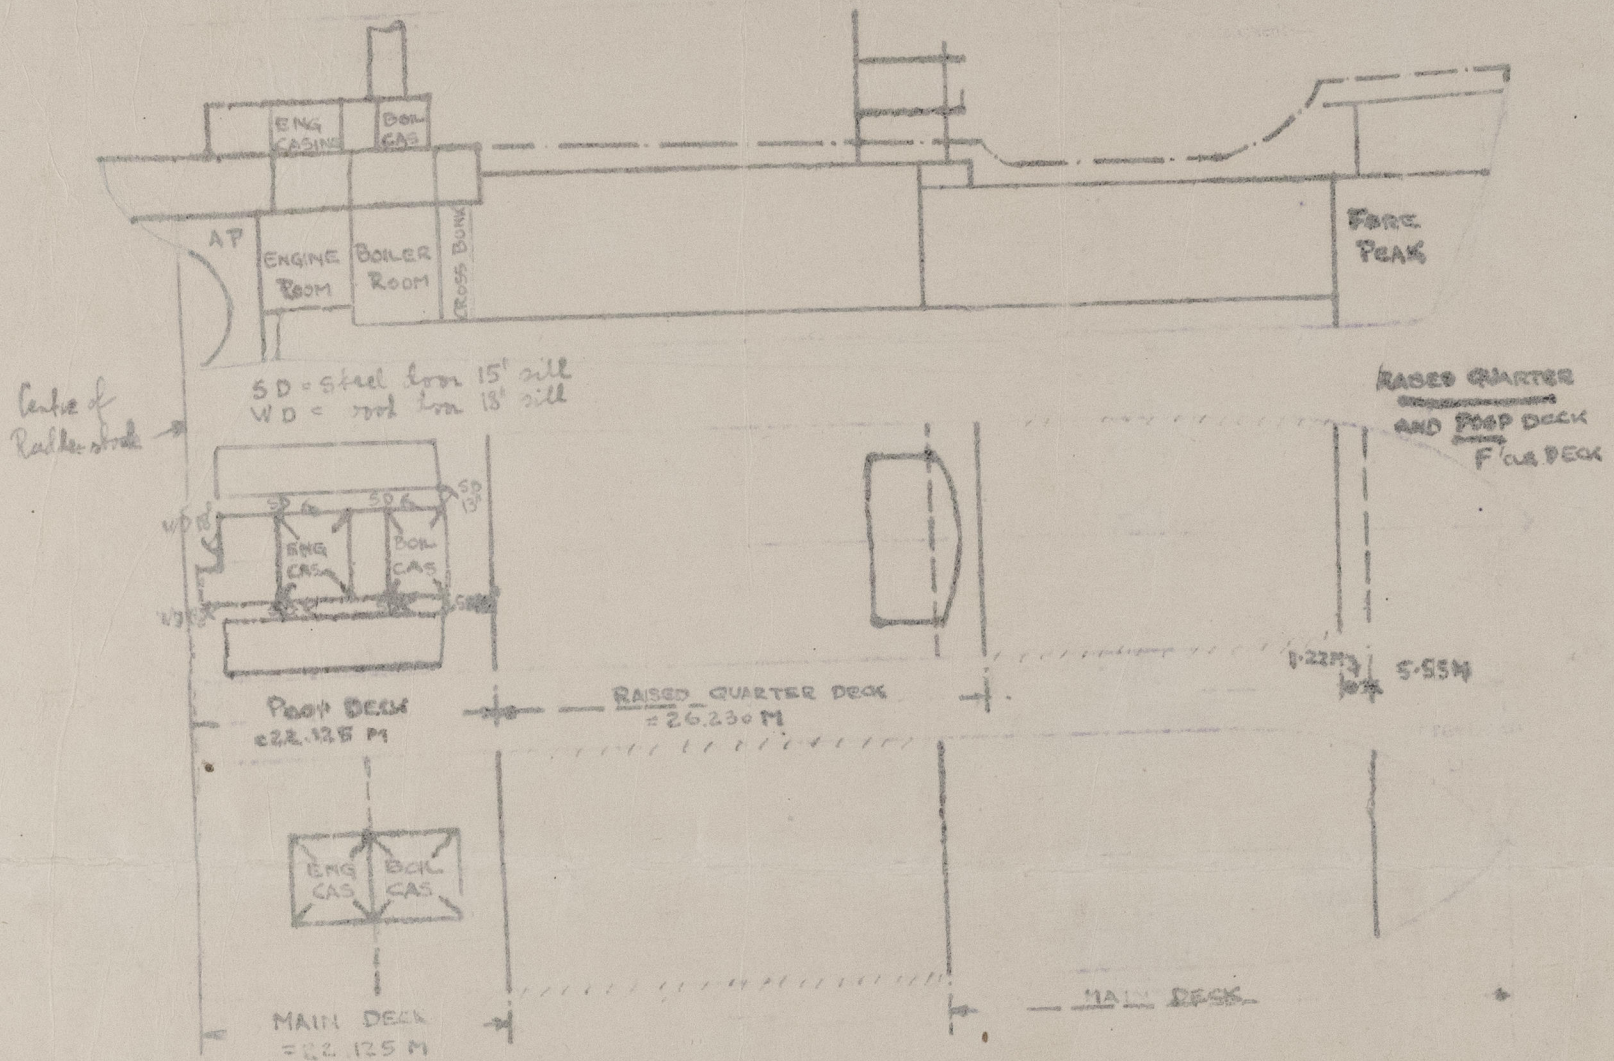 ENG
CASING
BOIL
CAS
AP
ENGINE
ROOM
BOILER
ROOM
CROSS BUNK
FORE
PEAK
SD = Steel door 15" sill
WD = wood door 18" sill
Centre of
Rudder stock
RAISED QUARTER
AND POOP DECK
F'CLE DECK
SD
SD
SD
WD
ENG
CAS
BOIL
CAS
WD
1.22M
5.55M
POOP DECK
=22.125 M
RAISED QUARTER DECK
=26.230 M
ENG
CAS
BOIL
CAS
MAIN DECK
MAIN DECK
=22.125 M